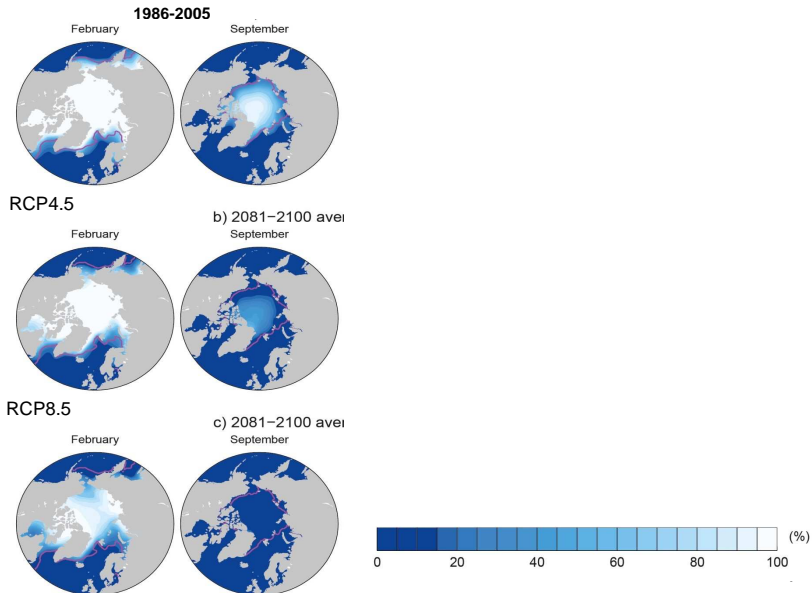 1986-2005
February September
RCP4.5
b) 2081−2100 aver
February September
RCP8.5
c) 2081−2100 aver
February September
(%)
0 20 40 60 80 100